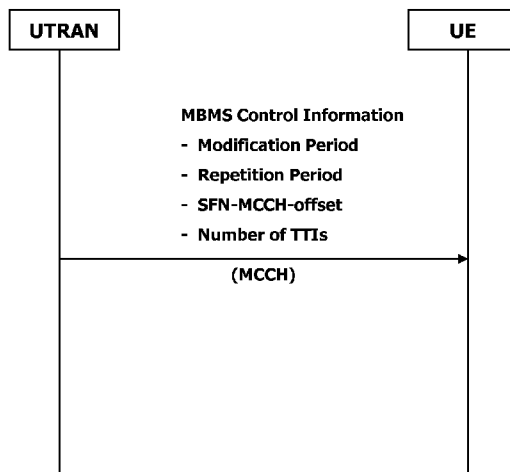 UTRAN
UE
MBMS Control Information
- Modification Period
- Repetition Period
- SFN-MCCH-offset
- Number of TTIs
(MCCH)